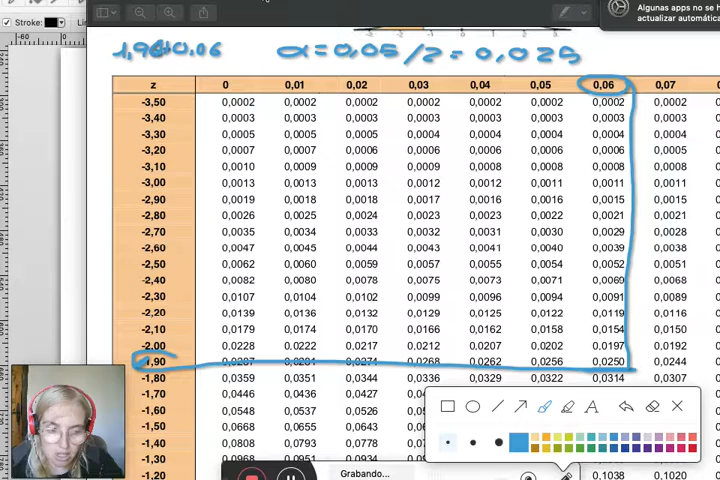 Algunas apps no se h
actualizar automátic
Stroke:
-60 0
1,96 0.06 α=0,05/2=0,025
z 0 0,01 0,02 0,03 0,04 0,05 0,06 0,07
-3,50 0,0002 0,0002 0,0002 0,0002 0,0002 0,0002 0,0002 0,0002
-3,40 0,0003 0,0003 0,0003 0,0003 0,0003 0,0003 0,0003 0,0003
-3,30 0,0005 0,0005 0,0005 0,0004 0,0004 0,0004 0,0004 0,0004
-3,20 0,0007 0,0007 0,0006 0,0006 0,0006 0,0006 0,0006 0,0005
-3,10 0,0010 0,0009 0,0009 0,0009 0,0008 0,0008 0,0008 0,0008
-3,00 0,0013 0,0013 0,0013 0,0012 0,0012 0,0011 0,0011 0,0011
-2,90 0,0019 0,0018 0,0018 0,0017 0,0016 0,0016 0,0015 0,0015
-2,80 0,0026 0,0025 0,0024 0,0023 0,0023 0,0022 0,0021 0,0021
-2,70 0,0035 0,0034 0,0033 0,0032 0,0031 0,0030 0,0029 0,0028
-2,60 0,0047 0,0045 0,0044 0,0043 0,0041 0,0040 0,0039 0,0038
-2,50 0,0062 0,0060 0,0059 0,0057 0,0055 0,0054 0,0052 0,0051
-2,40 0,0082 0,0080 0,0078 0,0075 0,0073 0,0071 0,0069 0,0068
-2,30 0,0107 0,0104 0,0102 0,0099 0,0096 0,0094 0,0091 0,0089
-2,20 0,0139 0,0136 0,0132 0,0129 0,0125 0,0122 0,0119 0,0116
-2,10 0,0179 0,0174 0,0170 0,0166 0,0162 0,0158 0,0154 0,0150
-2,00 0,0228 0,0222 0,0217 0,0212 0,0207 0,0202 0,0197 0,0192
-1,90 0,0287 0,0281 0,0274 0,0268 0,0262 0,0256 0,0250 0,0244
-1,80 0,0359 0,0351 0,0344 0,0336 0,0329 0,0322 0,0314 0,0307
-1,70 0,0446 0,0436 0,0427
-1,60 0,0548 0,0537 0,0526
-1,50 0,0668 0,0655 0,0643
-1,40 0,0808 0,0793 0,0778
-1,30 0,0968 0,0951 0,0934
-1,20 0,1038 0,1020
Grabando...